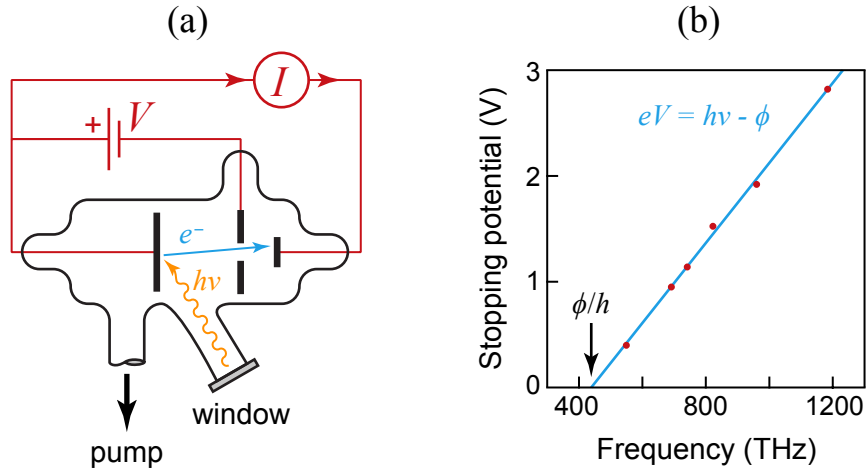 (a)
I
+
V
e⁻
hν
window
pump
(b)
Stopping potential (V)
3
2
1
0
eV = hν - ϕ
ϕ/h
400
800
1200
Frequency (THz)